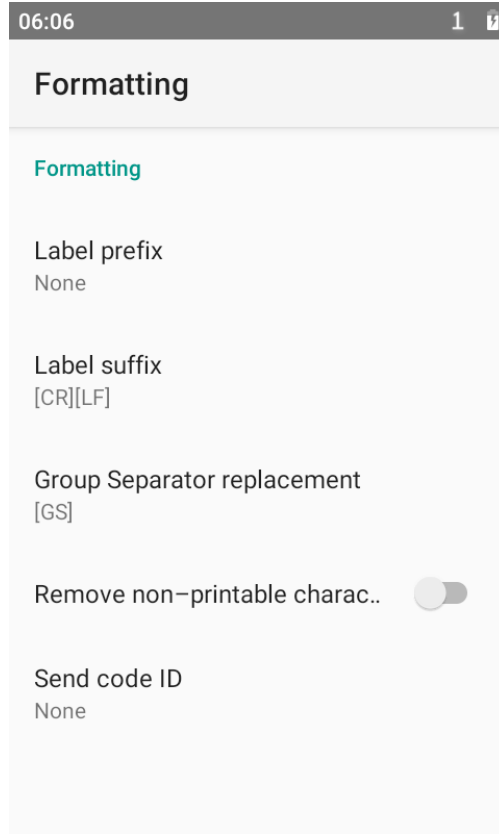 06:06 1
Formatting
Formatting
Label prefix
None
Label suffix
[CR][LF]
Group Separator replacement
[GS]
Remove non-printable charac..
Send code ID
None